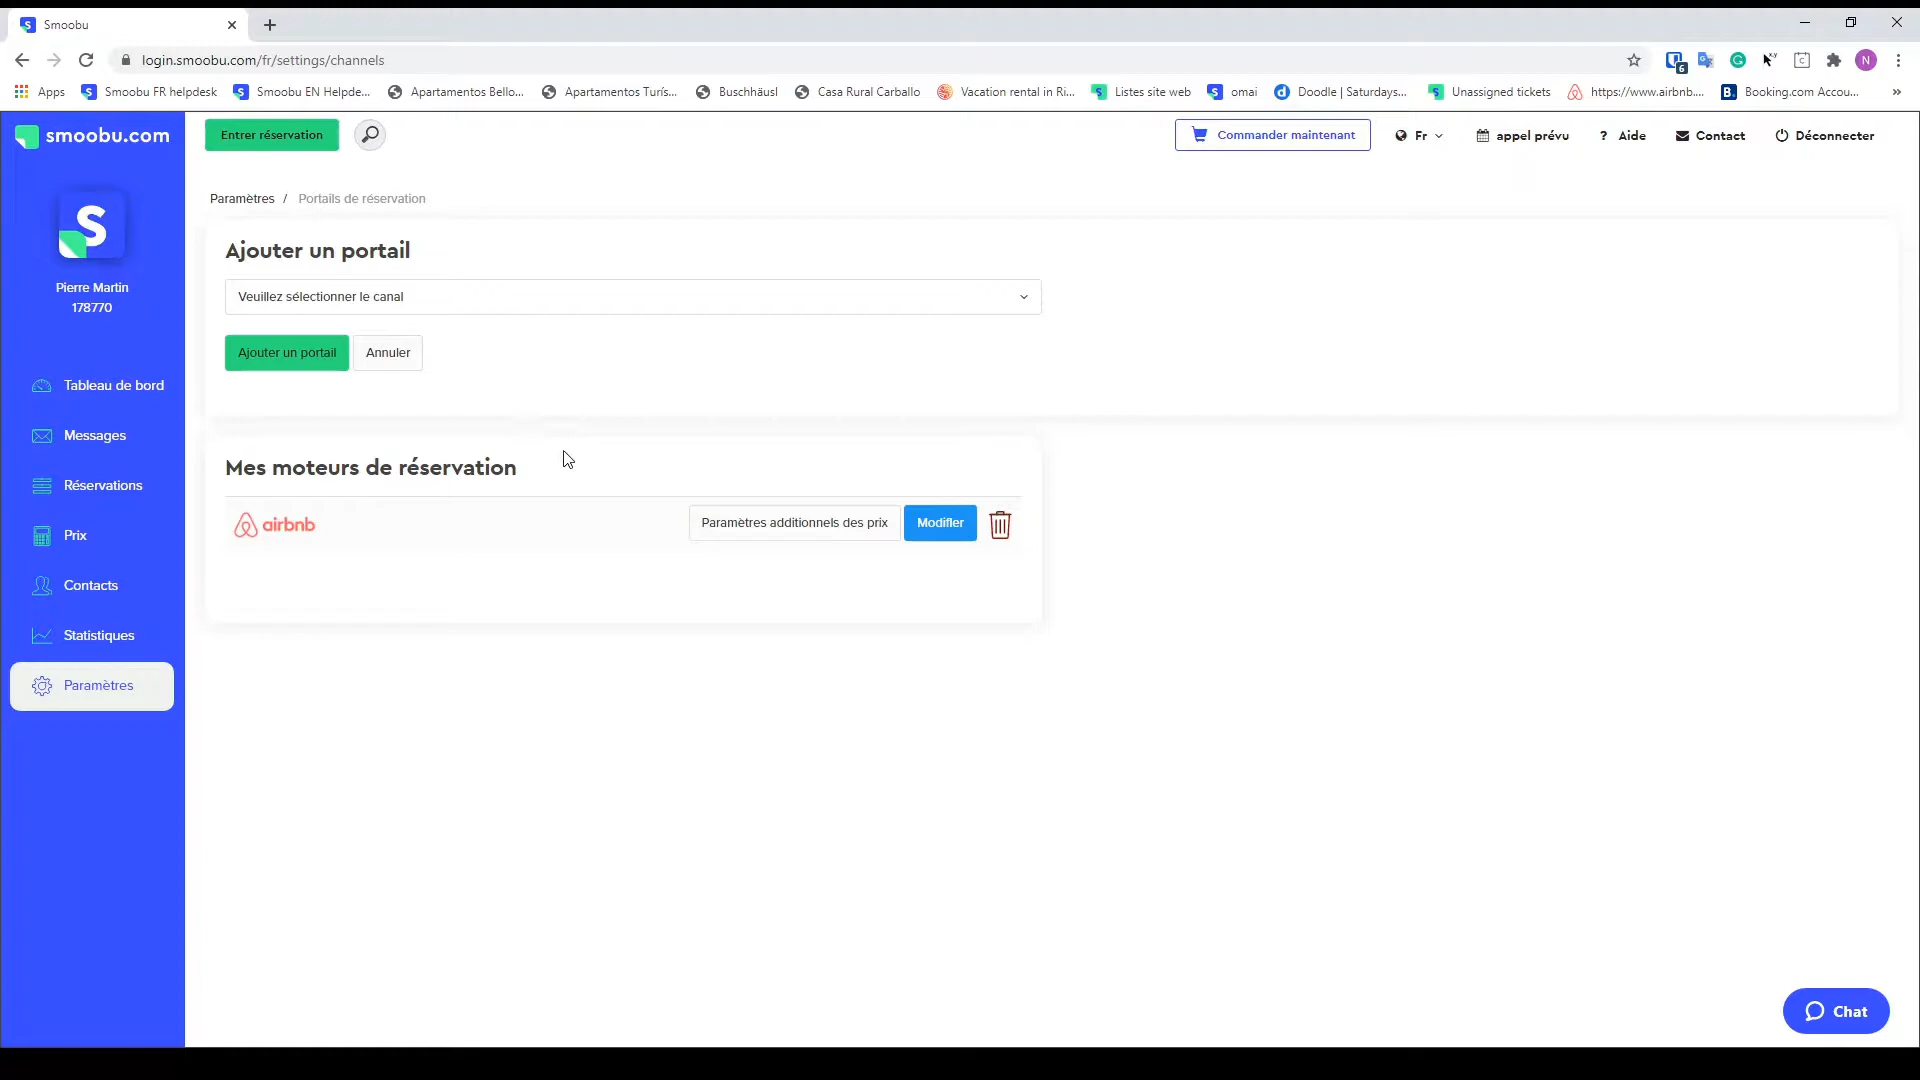 Smoobu
login.smoobu.com/fr/settings/channels
6
N
Apps
Smoobu FR helpdesk
Smoobu EN Helpde...
Apartamentos Bello...
Apartamentos Turís...
Buschhäusl
Casa Rural Carballo
Vacation rental in Ri...
Listes site web
omai
Doodle | Saturdays...
Unassigned tickets
https://www.airbnb....
Booking.com Accou...
»
smoobu.com
Entrer réservation
Commander maintenant
Fr
appel prévu
? Aide
Contact
Déconnecter
Paramètres / Portails de réservation
Pierre Martin
178770
Ajouter un portail
Veuillez sélectionner le canal
Ajouter un portail
Annuler
Tableau de bord
Messages
Réservations
Prix
Contacts
Statistiques
Paramètres
Mes moteurs de réservation
airbnb
Paramètres additionnels des prix
Modifier
Chat